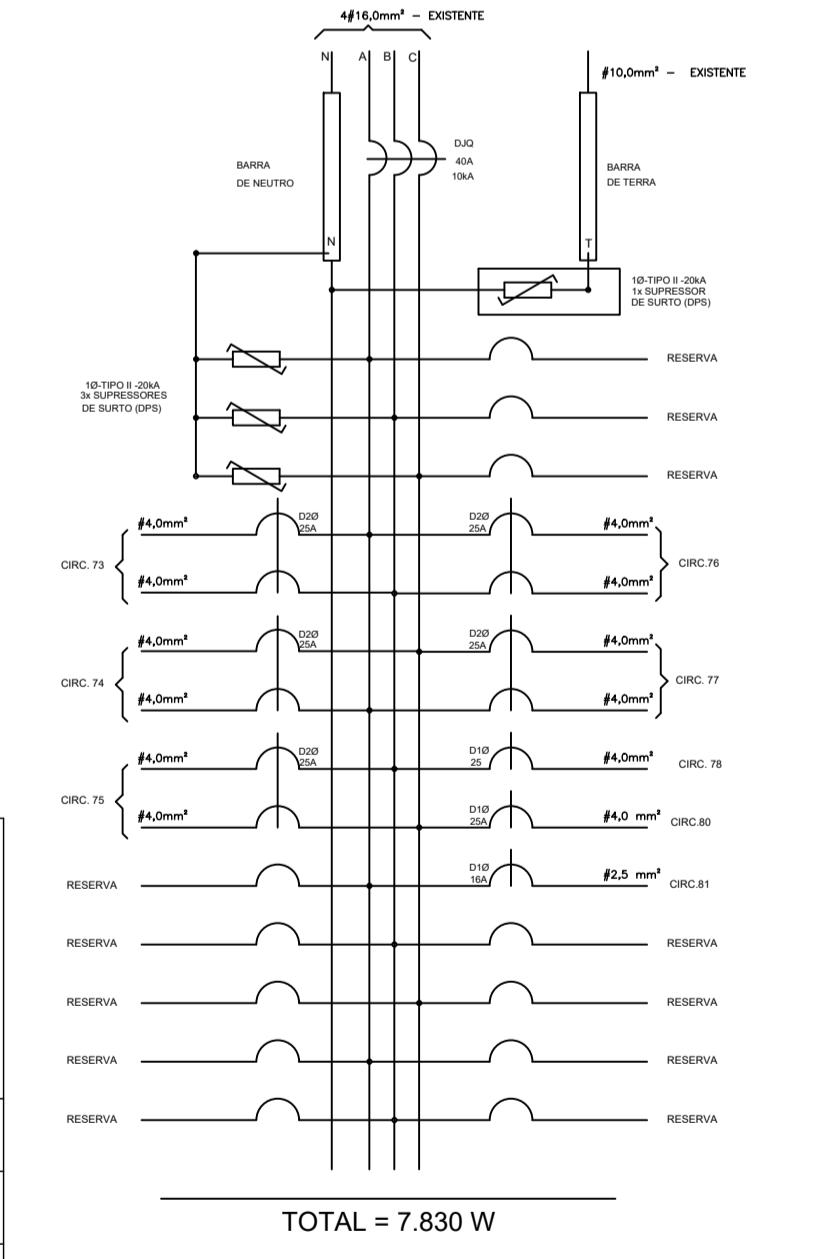 4#16,0mm² - EXISTENTE
N A B C
#10,0mm² - EXISTENTE
DJQ
40A
10kA
BARRA
DE NEUTRO
BARRA
DE TERRA
N
T
1Ø-TIPO II -20kA
1x SUPRESSOR
DE SURTO (DPS)
RESERVA
1Ø-TIPO II -20kA
3x SUPRESSORES
DE SURTO (DPS)
RESERVA
RESERVA
CIRC. 73
#4,0mm²
D2Ø
25A
#4,0mm²
D2Ø
25A
#4,0mm²
#4,0mm²
CIRC.76
CIRC. 74
#4,0mm²
D2Ø
25A
#4,0mm²
D2Ø
25A
#4,0mm²
#4,0mm²
CIRC. 77
CIRC. 75
#4,0mm²
D2Ø
25A
#4,0mm²
D1Ø
25
#4,0mm²
CIRC. 78
D1Ø
25A
#4,0 mm²
CIRC.80
RESERVA
D1Ø
16A
#2,5 mm²
CIRC.81
RESERVA
RESERVA
RESERVA
RESERVA
RESERVA
RESERVA
RESERVA
RESERVA
TOTAL = 7.830 W